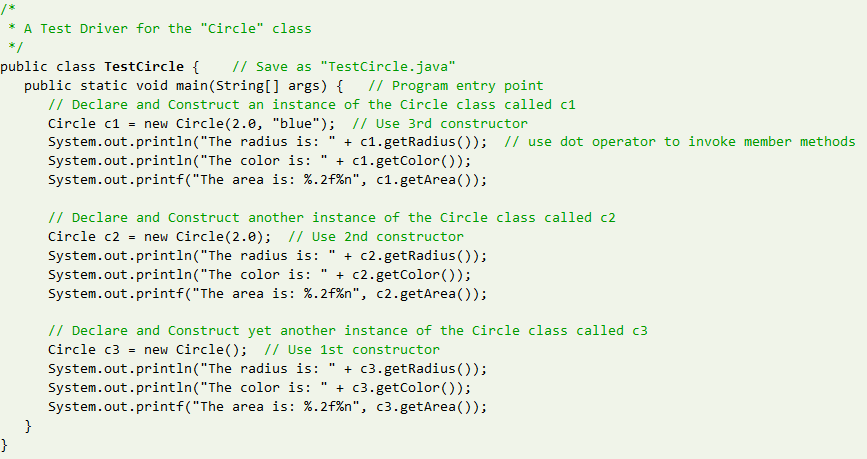 /*
 * A Test Driver for the "Circle" class
 */
public class TestCircle {    // Save as "TestCircle.java"
   public static void main(String[] args) {   // Program entry point
      // Declare and Construct an instance of the Circle class called c1
      Circle c1 = new Circle(2.0, "blue");  // Use 3rd constructor
      System.out.println("The radius is: " + c1.getRadius());  // use dot operator to invoke member methods
      System.out.println("The color is: " + c1.getColor());
      System.out.printf("The area is: %.2f%n", c1.getArea());

      // Declare and Construct another instance of the Circle class called c2
      Circle c2 = new Circle(2.0);  // Use 2nd constructor
      System.out.println("The radius is: " + c2.getRadius());
      System.out.println("The color is: " + c2.getColor());
      System.out.printf("The area is: %.2f%n", c2.getArea());

      // Declare and Construct yet another instance of the Circle class called c3
      Circle c3 = new Circle();  // Use 1st constructor
      System.out.println("The radius is: " + c3.getRadius());
      System.out.println("The color is: " + c3.getColor());
      System.out.printf("The area is: %.2f%n", c3.getArea());
   }
}